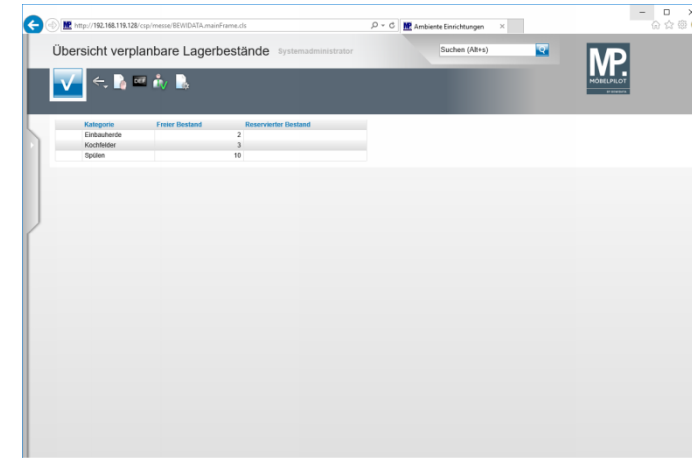 http://192.168.119.128/csp/messe/BEWIDATA.mainFrame.cls
Ambiente Einrichtungen
Übersicht verplanbare Lagerbestände Systemadministrator
Suchen (Alt+s)
MP.
MÖBELPILOT
DEF
Kategorie Freier Bestand Reservierter Bestand
Einbauherde 2
Kochfelder 3
Spülen 10